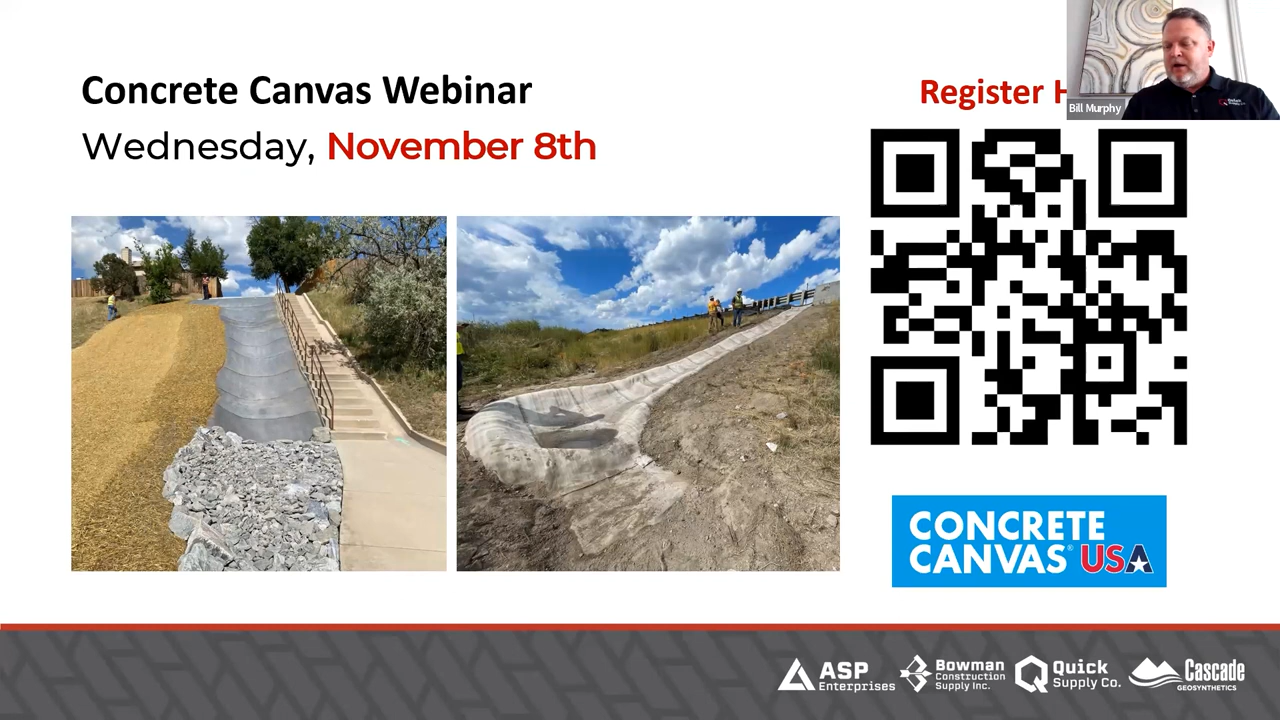 Concrete Canvas Webinar
Wednesday, November 8th
Register
Bill Murphy
CONCRETE
CANVAS® USA
ASP
Enterprises
Bowman
Construction
Supply Inc.
Quick
Supply Co.
Cascade
GEOSYNTHETICS